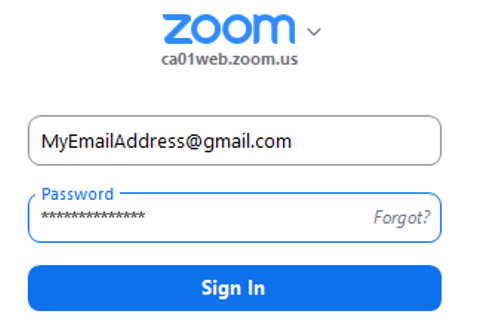 zoom
ca01web.zoom.us
MyEmailAddress@gmail.com
Password
************** Forgot?
Sign In